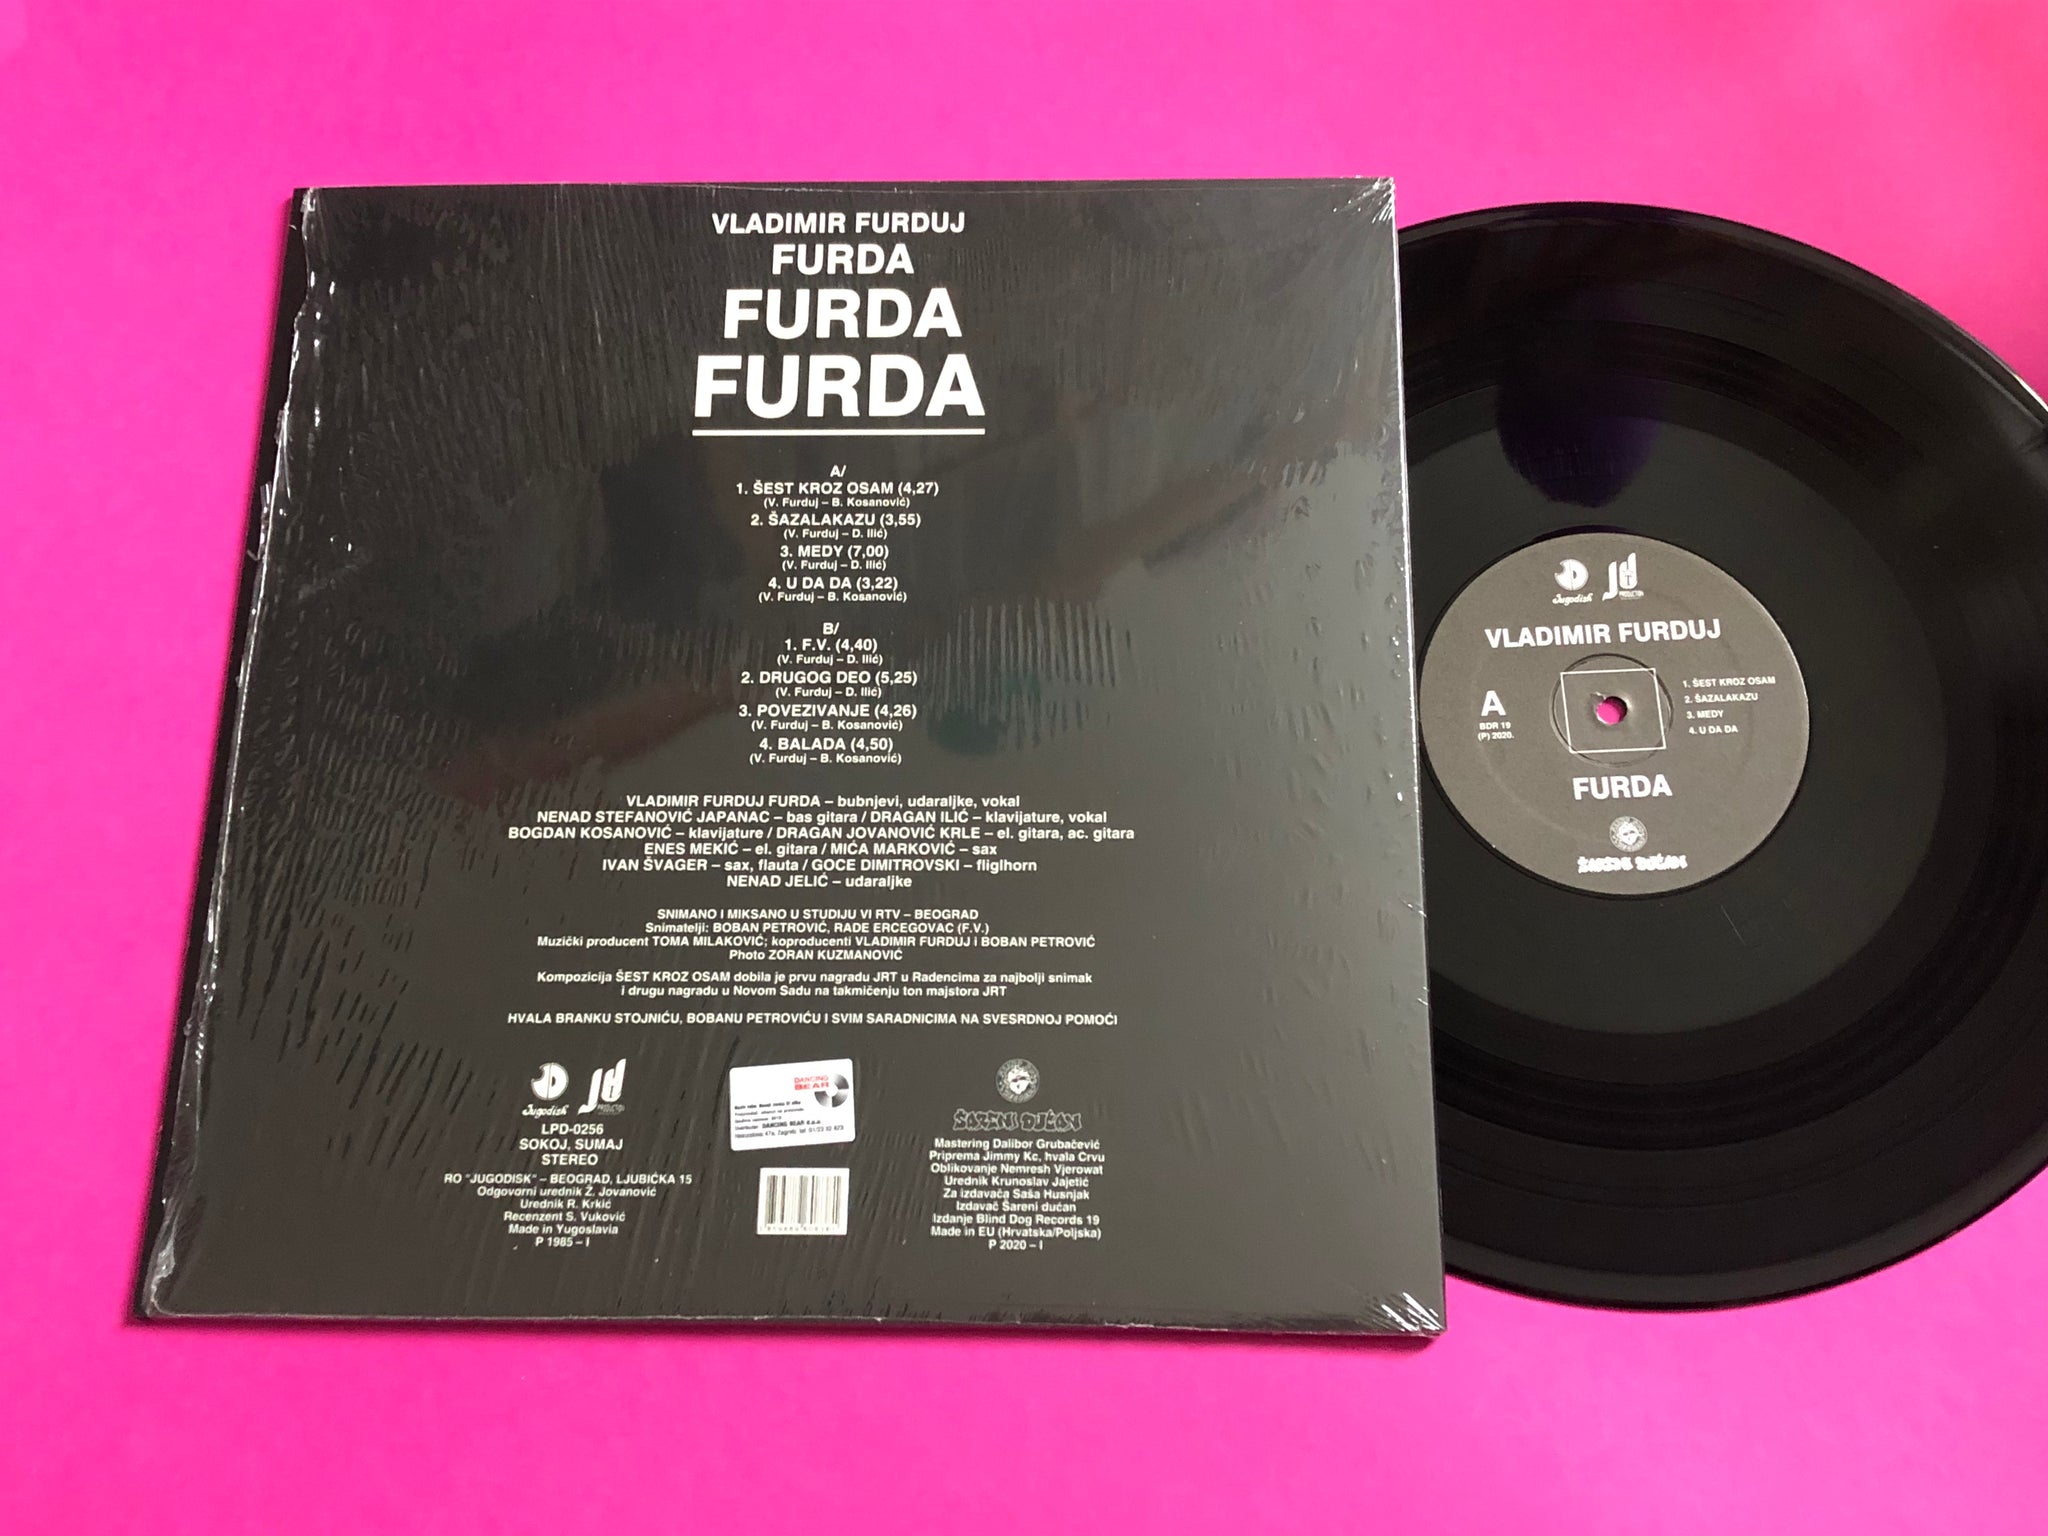 VLADIMIR FURDUJ
FURDA
FURDA
FURDA
A/
1. ŠEST KROZ OSAM (4,27)
(V. Furduj – B. Kosanović)
2. ŠAZALAKAZU (3,55)
(V. Furduj – D. Ilić)
3. MEDY (7,00)
(V. Furduj – D. Ilić)
4. U DA DA (3,22)
(V. Furduj – B. Kosanović)
B/
1. F.V. (4,40)
(V. Furduj – D. Ilić)
2. DRUGOG DEO (5,25)
(V. Furduj – D. Ilić)
3. POVEZIVANJE (4,26)
(V. Furduj – B. Kosanović)
4. BALADA (4,50)
(V. Furduj – B. Kosanović)
VLADIMIR FURDUJ FURDA – bubnjevi, udaraljke, vokal
NENAD STEFANOVIĆ JAPANAC – bas gitara / DRAGAN ILIĆ – klavijature, vokal
BOGDAN KOSANOVIĆ – klavijature / DRAGAN JOVANOVIĆ KRLE – el. gitara, ac. gitara
ENES MEKIĆ – el. gitara / MIĆA MARKOVIĆ – sax
IVAN ŠVAGER – sax, flauta / GOCE DIMITROVSKI – fliglhorn
NENAD JELIĆ – udaraljke
SNIMANO I MIKSANO U STUDIJU VI RTV – BEOGRAD
Snimatelji: BOBAN PETROVIĆ, RADE ERCEGOVAC (F.V.)
Muzički producent TOMA MILAKOVIĆ; koproducenti VLADIMIR FURDUJ i BOBAN PETROVIĆ
Photo ZORAN KUZMANOVIĆ
Kompozicija ŠEST KROZ OSAM dobila je prvu nagradu JRT u Radencima za najbolji snimak
i drugu nagradu u Novom Sadu na takmičenju ton majstora JRT
HVALA BRANKU STOJNIĆU, BOBANU PETROVIĆU I SVIM SARADNICIMA NA SVESRDNOJ POMOĆI
Jugodisk
JD
PRODUCTION
LPD-0256
SOKOJ, SUMAJ
STEREO
RO "JUGODISK" – BEOGRAD, LJUBIĆKA 15
Odgovorni urednik Ž. Jovanović
Urednik R. Krkić
Recenzent S. Vuković
Made in Yugoslavia
P 1985 – I
DANCING
BEAR
DANCING BEAR d.o.o.
ŠARENI DUĆAN
Mastering Dalibor Grubačević
Priprema Jimmy Kc, hvala Crvu
Oblikovanje Nemresh Vjerowat
Urednik Krunoslav Jajetić
Za izdavača Saša Husnjak
Izdavač Šareni dućan
Izdanje Blind Dog Records 19
Made in EU (Hrvatska/Poljska)
P 2020 – I
Jugodisk
JD
PRODUCTION
VLADIMIR FURDUJ
A
BDR 19
(P) 2020.
1. ŠEST KROZ OSAM
2. ŠAZALAKAZU
3. MEDY
4. U DA DA
FURDA
ŠARENI DUĆAN